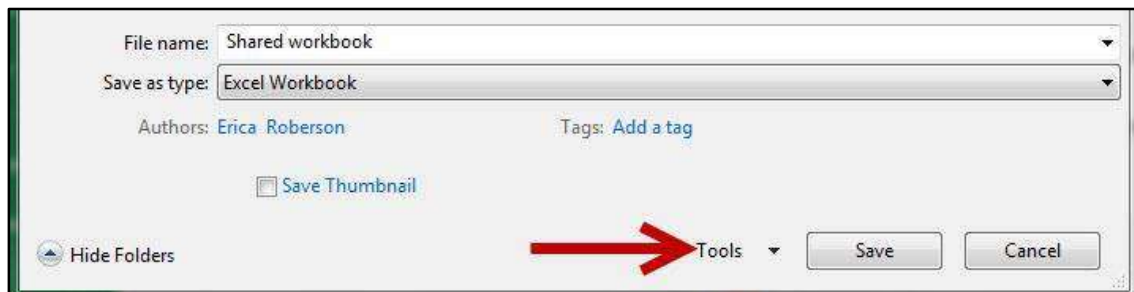 File name: Shared workbook
Save as type: Excel Workbook
Authors: Erica Roberson Tags: Add a tag
Save Thumbnail
Hide Folders Tools Save Cancel